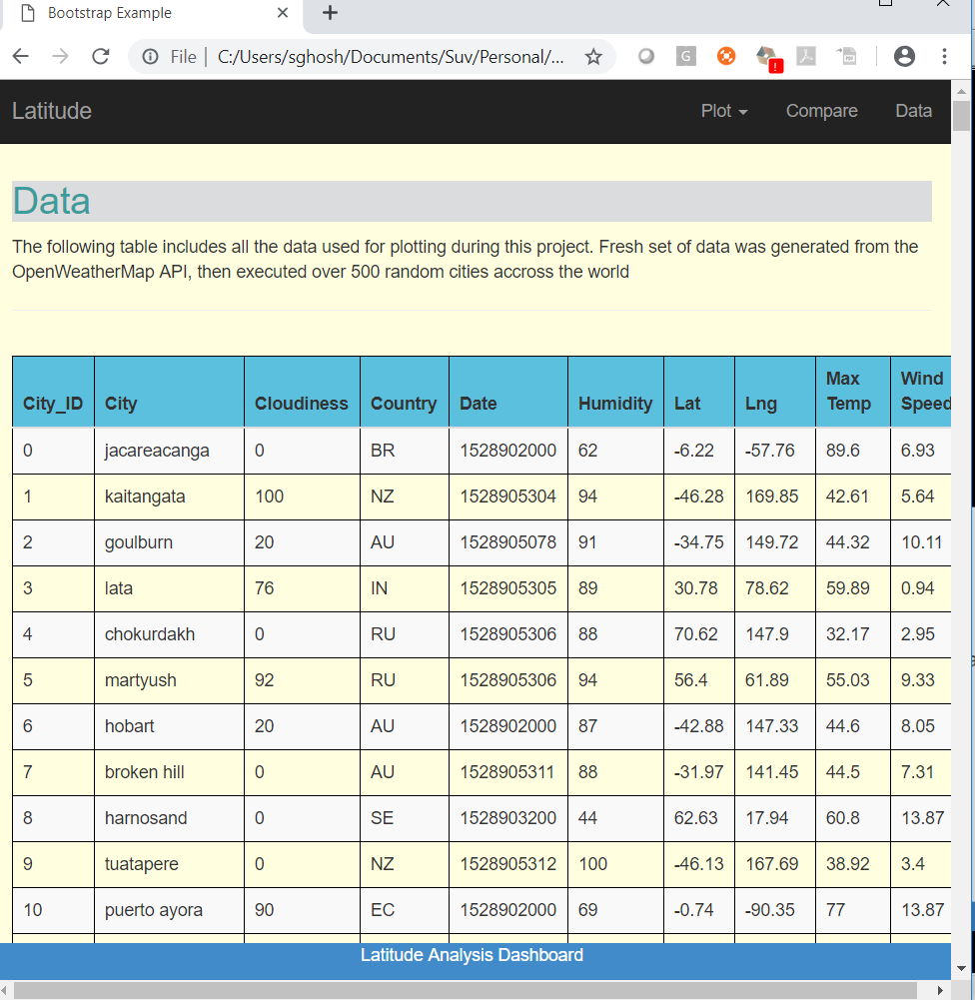 Bootstrap Example
File | C:/Users/sghosh/Documents/Suv/Personal/...
G
!
Latitude Plot Compare Data
Data
The following table includes all the data used for plotting during this project. Fresh set of data was generated from the
OpenWeatherMap API, then executed over 500 random cities accross the world
City_ID City Cloudiness Country Date Humidity Lat Lng Max Temp Wind Speed
0 jacareacanga 0 BR 1528902000 62 -6.22 -57.76 89.6 6.93
1 kaitangata 100 NZ 1528905304 94 -46.28 169.85 42.61 5.64
2 goulburn 20 AU 1528905078 91 -34.75 149.72 44.32 10.11
3 lata 76 IN 1528905305 89 30.78 78.62 59.89 0.94
4 chokurdakh 0 RU 1528905306 88 70.62 147.9 32.17 2.95
5 martyush 92 RU 1528905306 94 56.4 61.89 55.03 9.33
6 hobart 20 AU 1528902000 87 -42.88 147.33 44.6 8.05
7 broken hill 0 AU 1528905311 88 -31.97 141.45 44.5 7.31
8 harnosand 0 SE 1528903200 44 62.63 17.94 60.8 13.87
9 tuatapere 0 NZ 1528905312 100 -46.13 167.69 38.92 3.4
10 puerto ayora 90 EC 1528902000 69 -0.74 -90.35 77 13.87
Latitude Analysis Dashboard